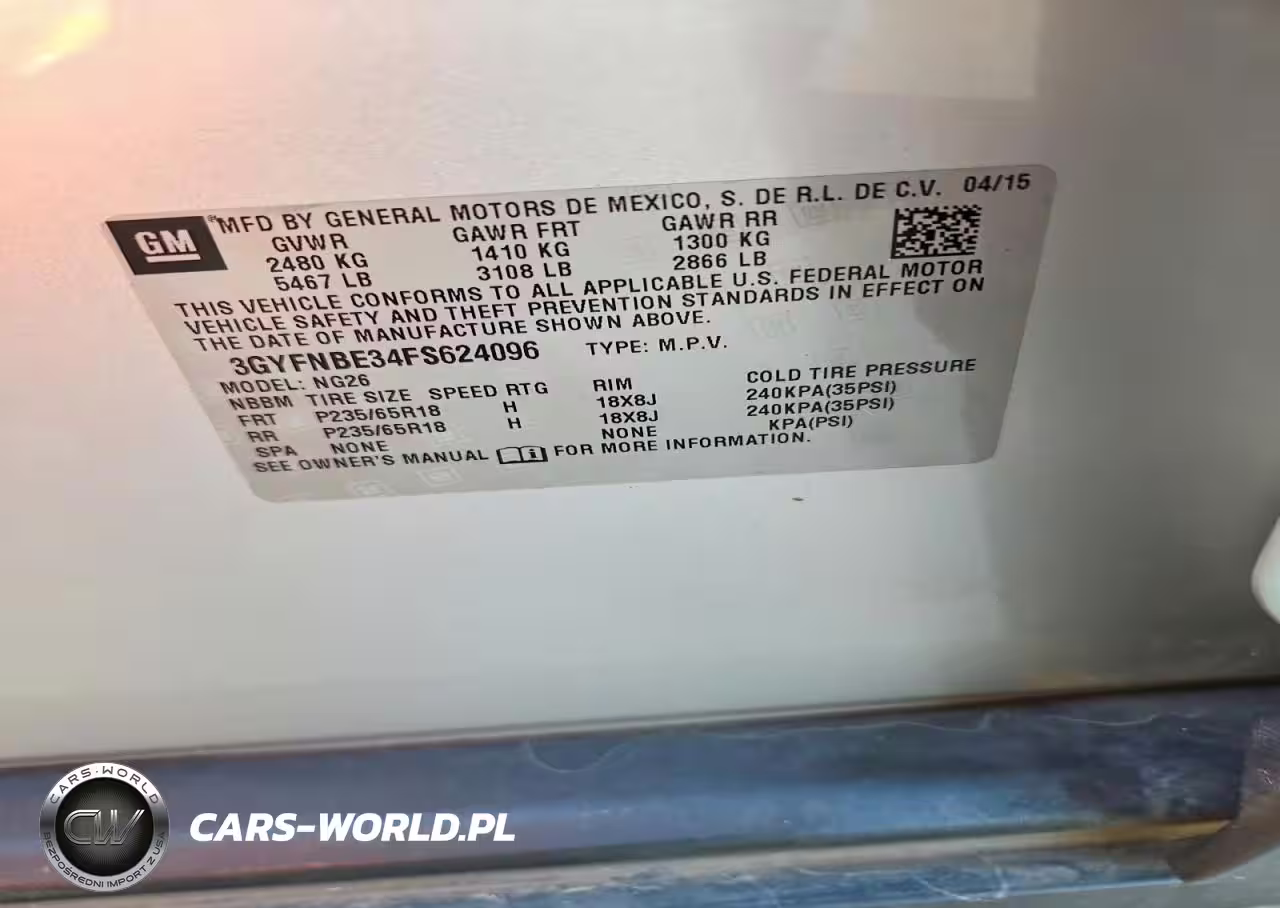 GM
®MFD BY GENERAL MOTORS DE MEXICO, S. DE R.L. DE C.V. 04/15
GVWR GAWR FRT GAWR RR
2480 KG 1410 KG 1300 KG
5467 LB 3108 LB 2866 LB
THIS VEHICLE CONFORMS TO ALL APPLICABLE U.S. FEDERAL MOTOR
VEHICLE SAFETY AND THEFT PREVENTION STANDARDS IN EFFECT ON
THE DATE OF MANUFACTURE SHOWN ABOVE.
3GYFNBE34FS624096 TYPE: M.P.V.
MODEL: NG26
NBBM TIRE SIZE SPEED RTG RIM COLD TIRE PRESSURE
FRT P235/65R18 H 18X8J 240KPA(35PSI)
RR P235/65R18 H 18X8J 240KPA(35PSI)
SPA NONE NONE KPA(PSI)
SEE OWNER'S MANUAL FOR MORE INFORMATION.
CARS-WORLD
CW
BEZPOŚREDNI IMPORT Z USA
CARS-WORLD.PL